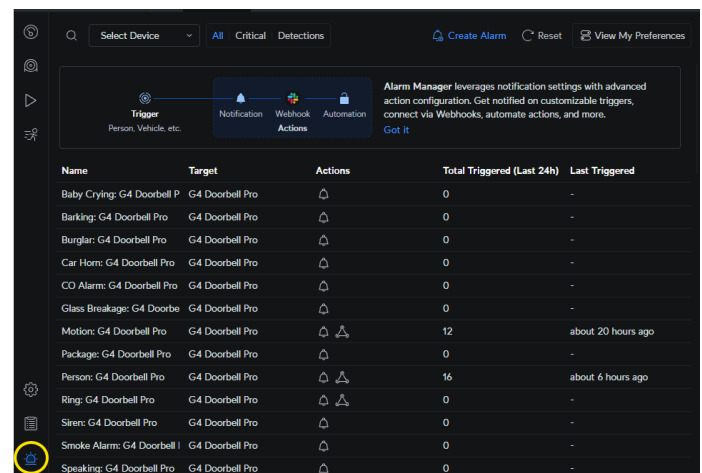 Select Device All Critical Detections Create Alarm Reset View My Preferences
Alarm Manager leverages notification settings with advanced
action configuration. Get notified on customizable triggers,
connect via Webhooks, automate actions, and more.
Got it
Trigger Notification Webhook Automation
Person, Vehicle, etc. Actions
Name Target Actions Total Triggered (Last 24h) Last Triggered
Baby Crying: G4 Doorbell P G4 Doorbell Pro 0 -
Barking: G4 Doorbell Pro G4 Doorbell Pro 0 -
Burglar: G4 Doorbell Pro G4 Doorbell Pro 0 -
Car Horn: G4 Doorbell Pro G4 Doorbell Pro 0 -
CO Alarm: G4 Doorbell Pro G4 Doorbell Pro 0 -
Glass Breakage: G4 Doorbe G4 Doorbell Pro 0 -
Motion: G4 Doorbell Pro G4 Doorbell Pro 12 about 20 hours ago
Package: G4 Doorbell Pro G4 Doorbell Pro 0 -
Person: G4 Doorbell Pro G4 Doorbell Pro 16 about 6 hours ago
Ring: G4 Doorbell Pro G4 Doorbell Pro 0 -
Siren: G4 Doorbell Pro G4 Doorbell Pro 0 -
Smoke Alarm: G4 Doorbell G4 Doorbell Pro 0 -
Speaking: G4 Doorbell Pro G4 Doorbell Pro 0 -